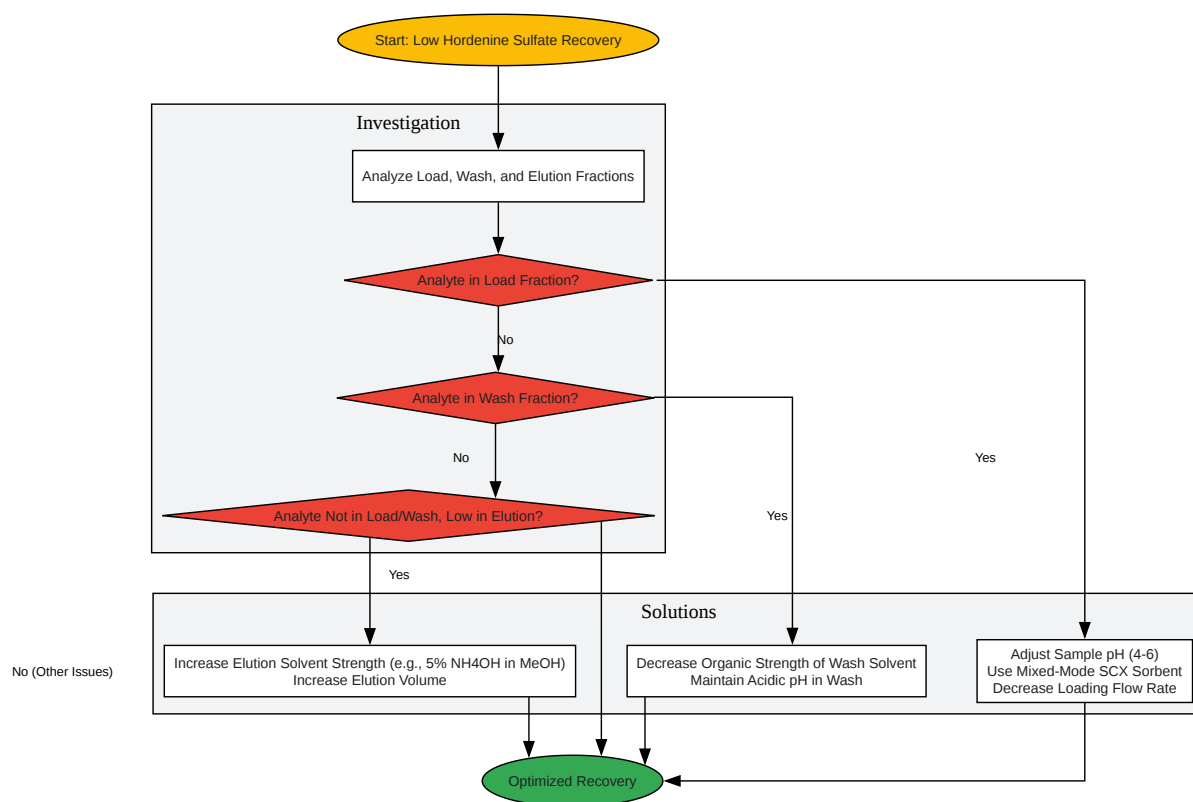 Start: Low Hordenine Sulfate Recovery
Investigation
Analyze Load, Wash, and Elution Fractions
Analyte in Load Fraction?
No
Analyte in Wash Fraction?
No
Yes
Analyte Not in Load/Wash, Low in Elution?
Yes
Yes
Solutions
No (Other Issues)
Increase Elution Solvent Strength (e.g., 5% NH4OH in MeOH)
Increase Elution Volume
Decrease Organic Strength of Wash Solvent
Maintain Acidic pH in Wash
Adjust Sample pH (4-6)
Use Mixed-Mode SCX Sorbent
Decrease Loading Flow Rate
Optimized Recovery